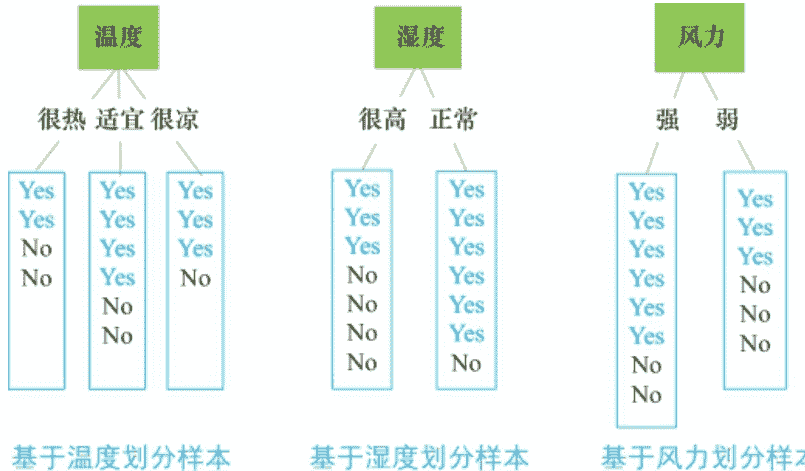 温度
很热 适宜 很凉
Yes
Yes
No
No
Yes
Yes
Yes
Yes
No
No
Yes
Yes
Yes
No
基于温度划分样本
湿度
很高 正常
Yes
Yes
Yes
No
No
No
No
Yes
Yes
Yes
Yes
Yes
Yes
No
基于湿度划分样本
风力
强 弱
Yes
Yes
Yes
Yes
Yes
Yes
No
No
Yes
Yes
Yes
No
No
No
基于风力划分样本